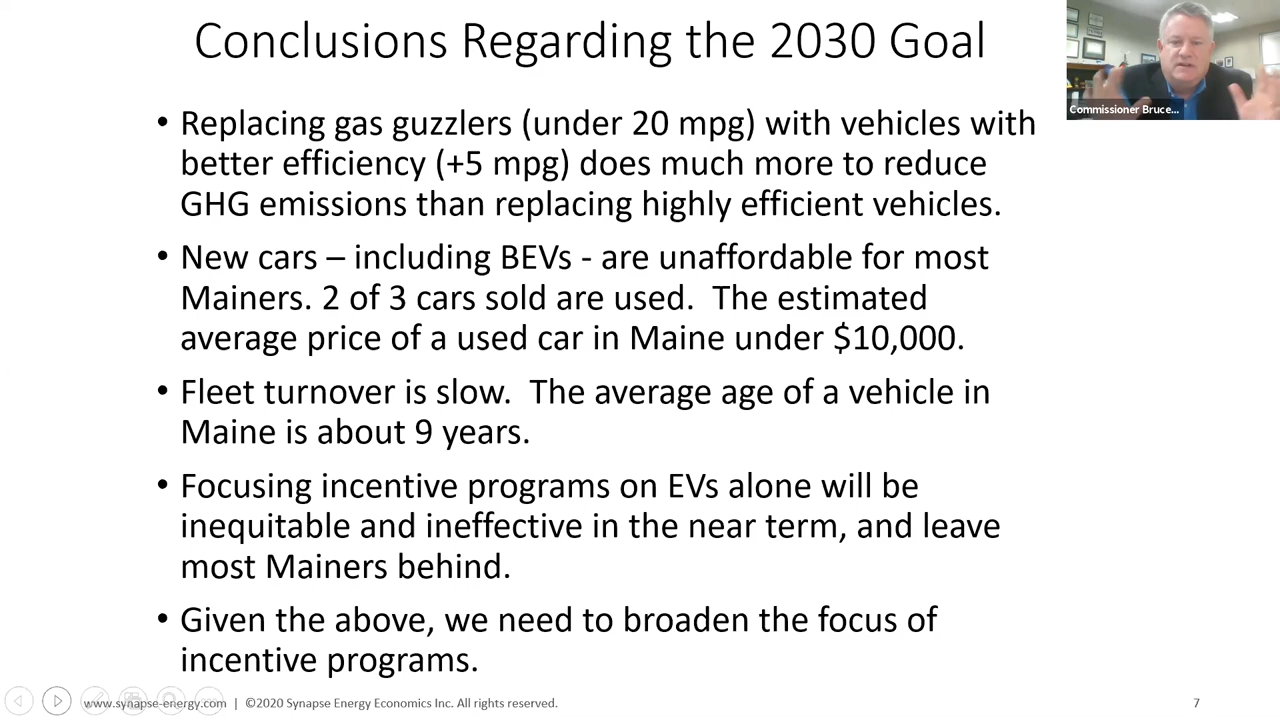 Conclusions Regarding the 2030 Goal
Commissioner Bruce...
• Replacing gas guzzlers (under 20 mpg) with vehicles with
better efficiency (+5 mpg) does much more to reduce
GHG emissions than replacing highly efficient vehicles.
• New cars – including BEVs - are unaffordable for most
Mainers. 2 of 3 cars sold are used.  The estimated
average price of a used car in Maine under $10,000.
• Fleet turnover is slow.  The average age of a vehicle in
Maine is about 9 years.
• Focusing incentive programs on EVs alone will be
inequitable and ineffective in the near term, and leave
most Mainers behind.
• Given the above, we need to broaden the focus of
incentive programs.
www.synapse-energy.com | ©2020 Synapse Energy Economics Inc. All rights reserved.
7